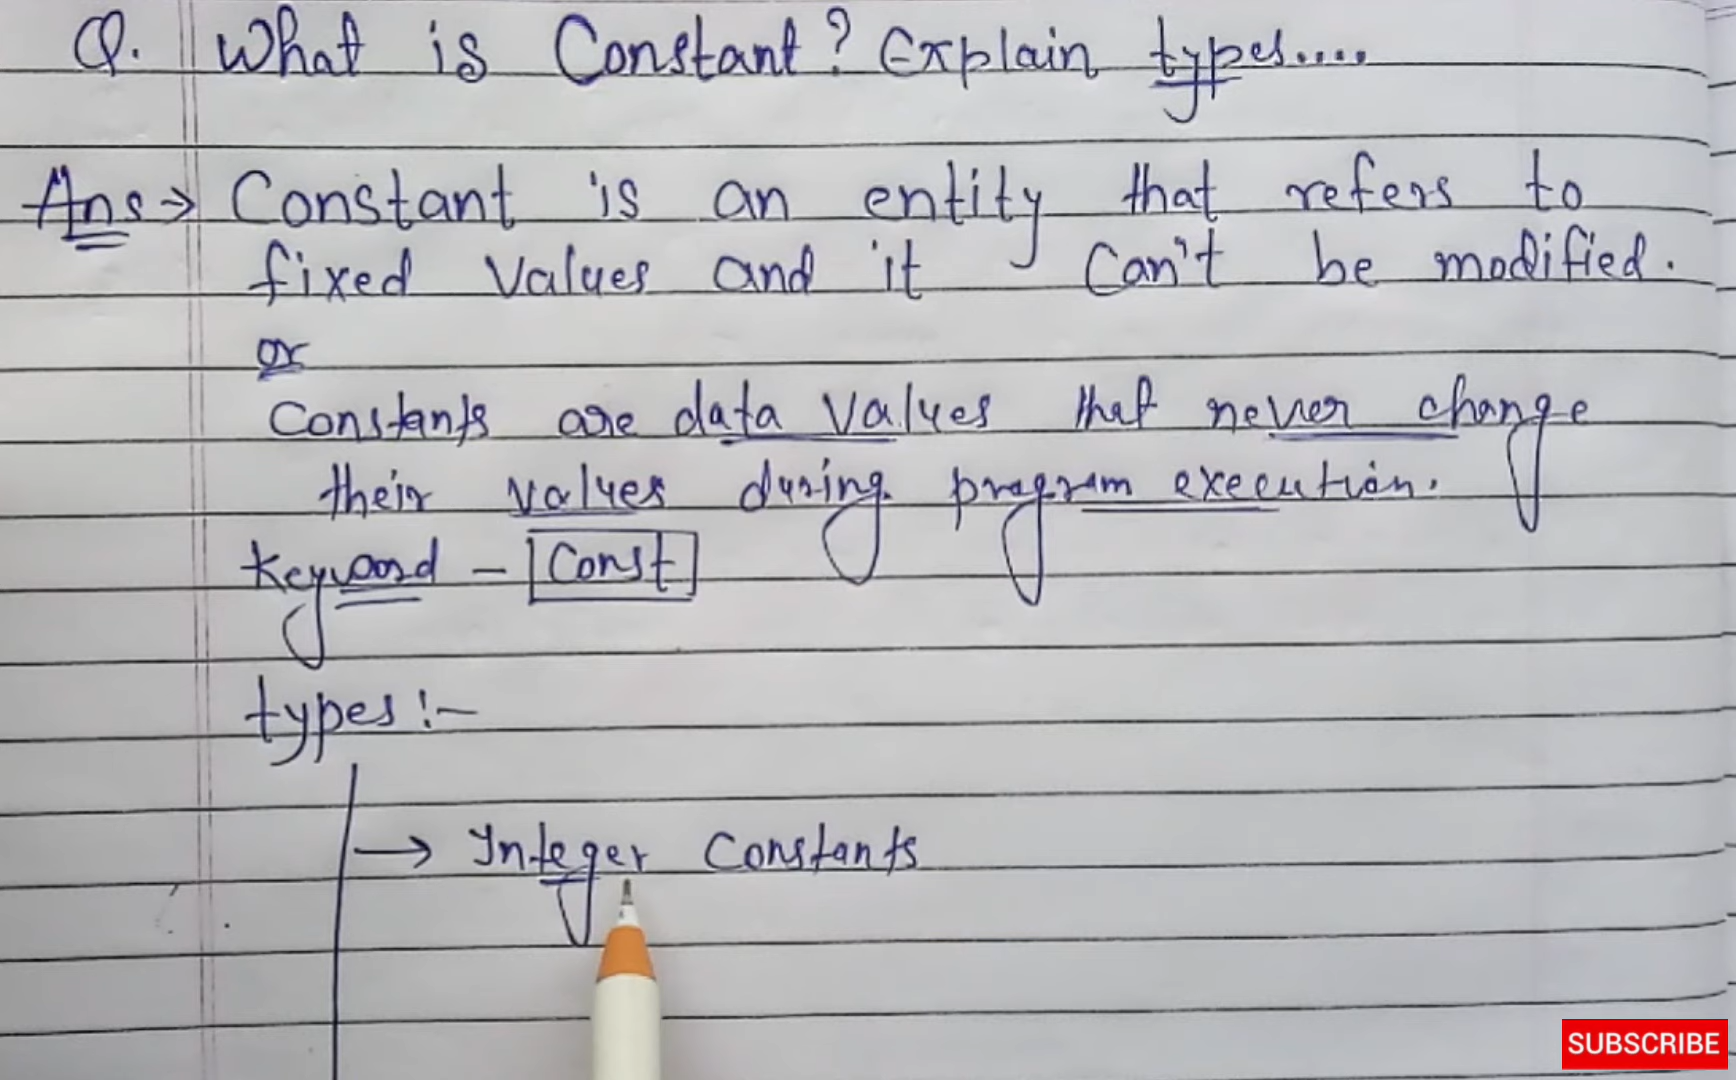 Q. What is Constant? Explain types....
Ans → Constant is an entity that refers to
fixed values and it can't be modified.
or
Constants are data values that never change
their values during program execution.
keyword - Const
types :-
→ Integer Constants
SUBSCRIBE